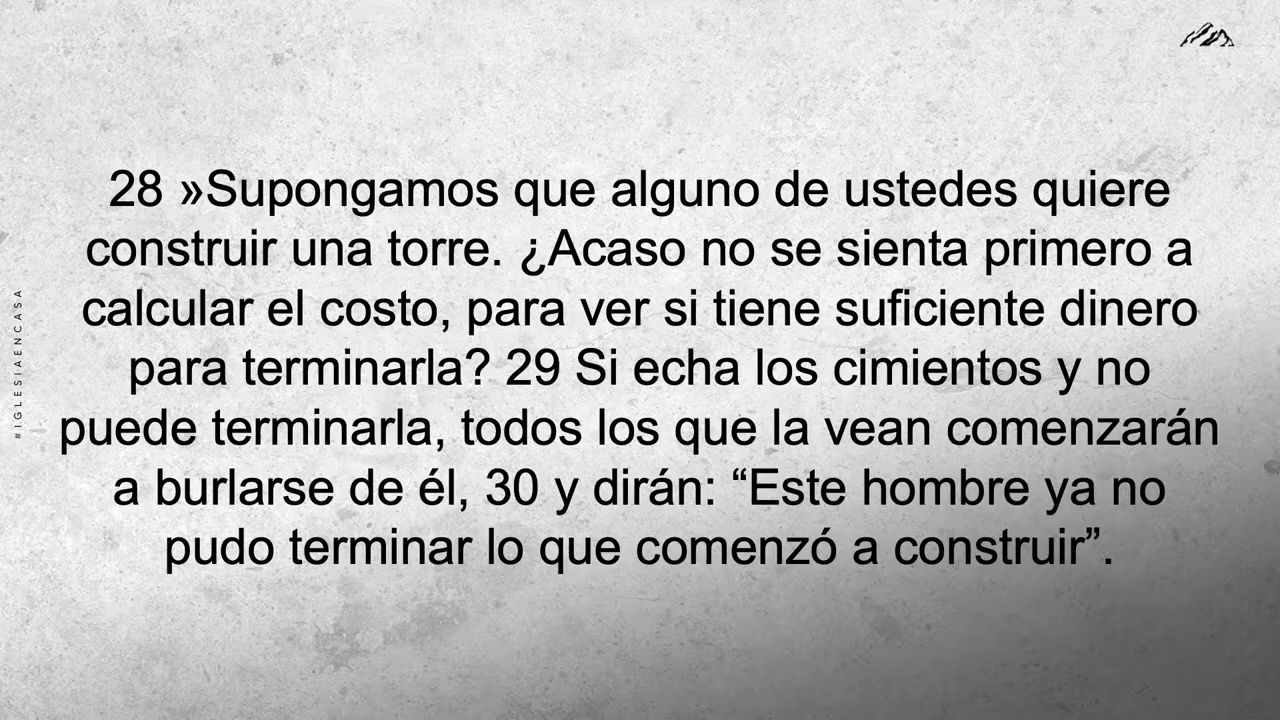 28 »Supongamos que alguno de ustedes quiere
construir una torre. ¿Acaso no se sienta primero a
calcular el costo, para ver si tiene suficiente dinero
para terminarla? 29 Si echa los cimientos y no
puede terminarla, todos los que la vean comenzarán
a burlarse de él, 30 y dirán: “Este hombre ya no
pudo terminar lo que comenzó a construir”.
#IGLESIAENCASA